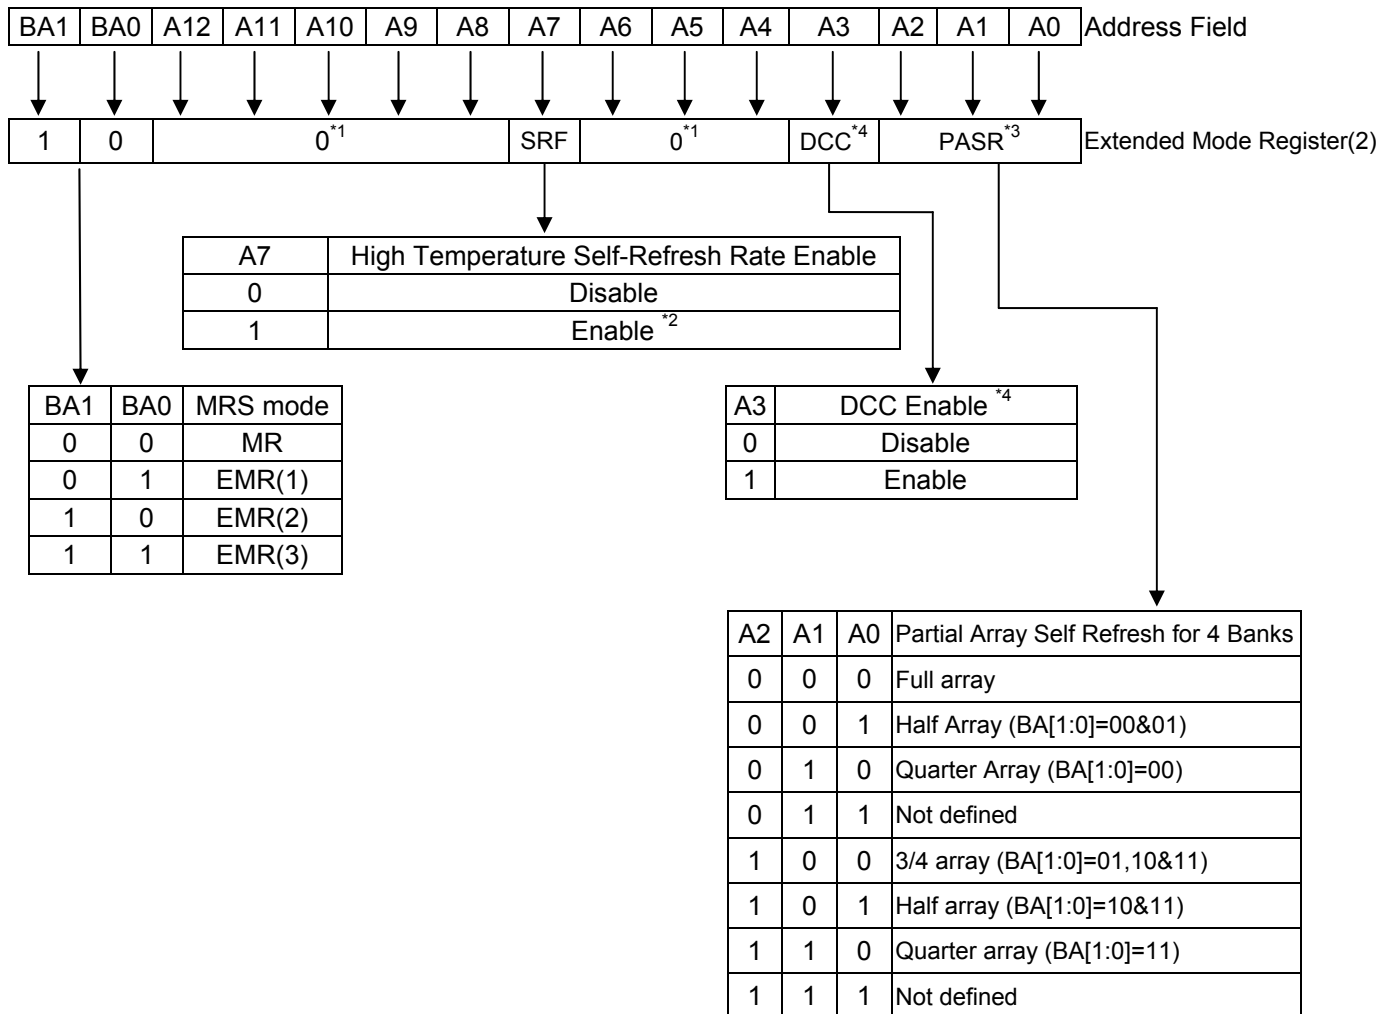 BA1 BA0 A12 A11 A10 A9 A8 A7 A6 A5 A4 A3 A2 A1 A0 Address Field
1 0 0*1 SRF 0*1 DCC*4 PASR*3 Extended Mode Register(2)
A7 High Temperature Self-Refresh Rate Enable
0 Disable
1 Enable *2
BA1 BA0 MRS mode
0 0 MR
0 1 EMR(1)
1 0 EMR(2)
1 1 EMR(3)
A3 DCC Enable *4
0 Disable
1 Enable
A2 A1 A0 Partial Array Self Refresh for 4 Banks
0 0 0 Full array
0 0 1 Half Array (BA[1:0]=00&01)
0 1 0 Quarter Array (BA[1:0]=00)
0 1 1 Not defined
1 0 0 3/4 array (BA[1:0]=01,10&11)
1 0 1 Half array (BA[1:0]=10&11)
1 1 0 Quarter array (BA[1:0]=11)
1 1 1 Not defined